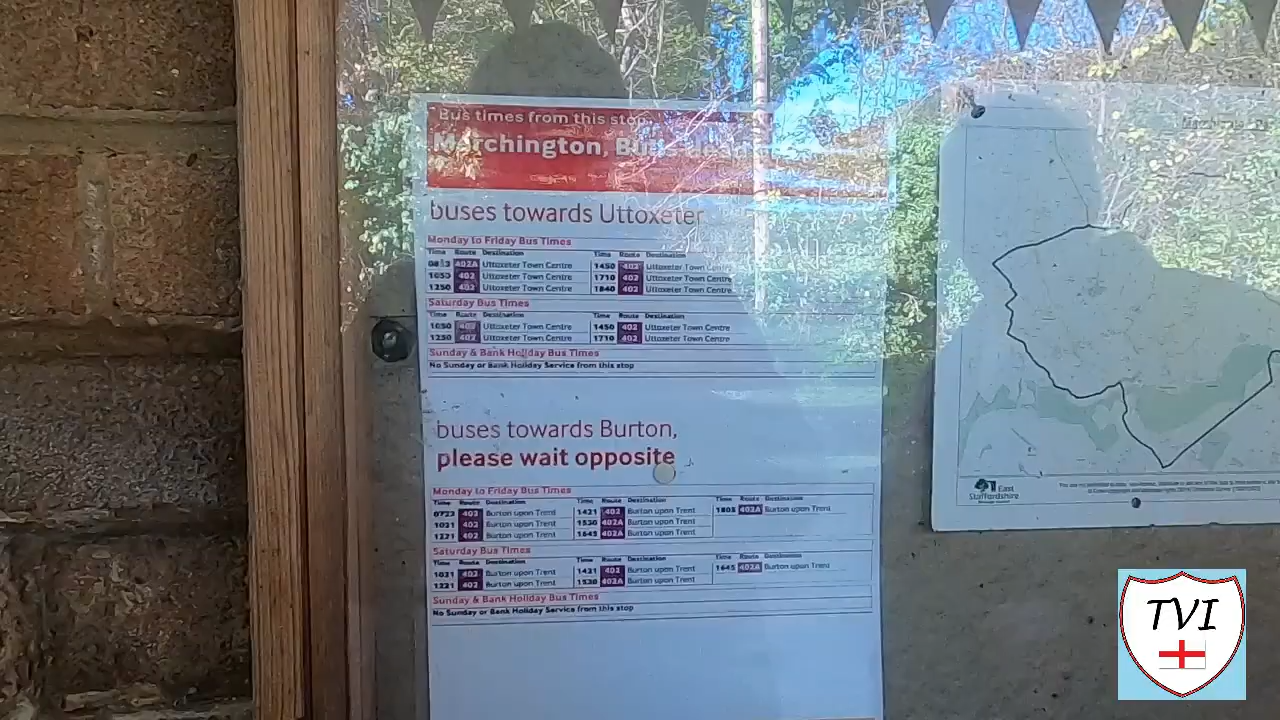 Bus times from this stop
Marchington, Bus
buses towards Uttoxeter
Monday to Friday Bus Times
Time Route Destination Time Route Destination
402A Uttoxeter Town Centre 1450 402 Uttoxeter Town Centre
1053 402 Uttoxeter Town Centre 1710 402 Uttoxeter Town Centre
1250 402 Uttoxeter Town Centre 1840 402 Uttoxeter Town Centre
Saturday Bus Times
Time Route Destination Time Route Destination
1050 402 Uttoxeter Town Centre 1450 402 Uttoxeter Town Centre
1250 402 Uttoxeter Town Centre 1710 402 Uttoxeter Town Centre
Sunday & Bank Holiday Bus Times
No Sunday or Bank Holiday Service from this stop
buses towards Burton,
please wait opposite
Monday to Friday Bus Times
Time Route Destination Time Route Destination Time Route Destination
0723 402 Burton upon Trent 1421 402 Burton upon Trent 1805 402A Burton upon Trent
1021 402 Burton upon Trent 1530 402A Burton upon Trent
1221 402 Burton upon Trent 1645 402A Burton upon Trent
Saturday Bus Times
Time Route Destination Time Route Destination Time Route Destination
1021 402 Burton upon Trent 1421 402 Burton upon Trent 1645 402A Burton upon Trent
1221 402 Burton upon Trent 1530 402A Burton upon Trent
Sunday & Bank Holiday Bus Times
No Sunday or Bank Holiday Service from this stop
East
Staffordshire
TVI